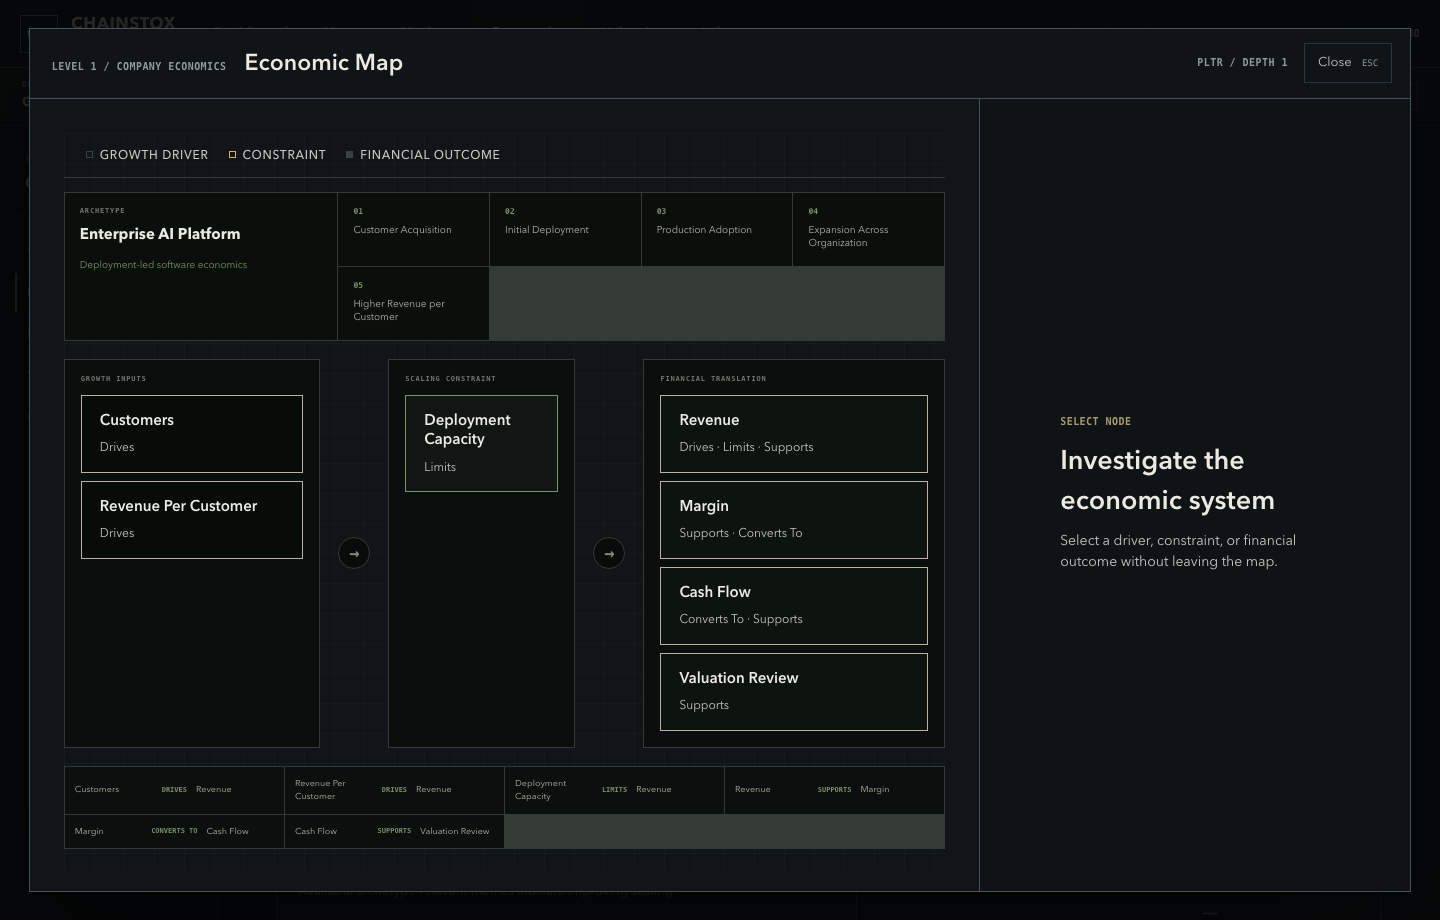 CHAINSTOX
LEVEL 1 / COMPANY ECONOMICS
Economic Map
PLTR / DEPTH 1
Close ESC
GROWTH DRIVER
CONSTRAINT
FINANCIAL OUTCOME
ARCHETYPE
Enterprise AI Platform
Deployment-led software economics
01
Customer Acquisition
02
Initial Deployment
03
Production Adoption
04
Expansion Across
Organization
05
Higher Revenue per
Customer
GROWTH INPUTS
Customers
Drives
Revenue Per Customer
Drives
→
SCALING CONSTRAINT
Deployment
Capacity
Limits
→
FINANCIAL TRANSLATION
Revenue
Drives · Limits · Supports
Margin
Supports · Converts To
Cash Flow
Converts To · Supports
Valuation Review
Supports
Customers DRIVES Revenue
Revenue Per
Customer
DRIVES Revenue
Deployment
Capacity
LIMITS Revenue
Revenue SUPPORTS Margin
Margin CONVERTS TO Cash Flow
Cash Flow SUPPORTS Valuation Review
SELECT NODE
Investigate the
economic system
Select a driver, constraint, or financial
outcome without leaving the map.